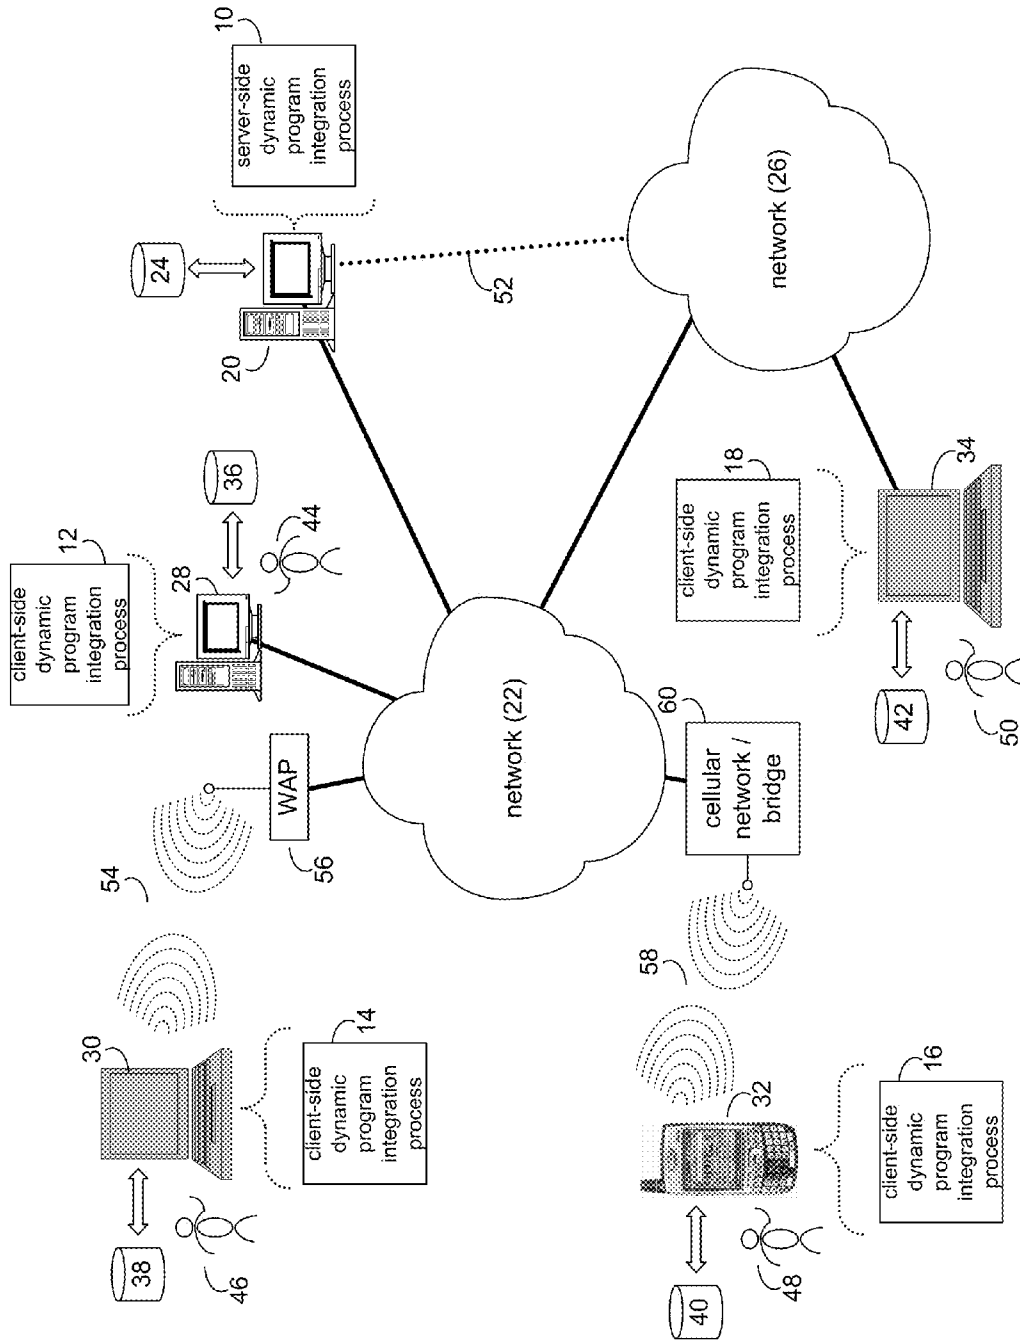 12
client-side
dynamic
program
integration
process
30
38
54
28
24
10
46
36
20
server-side
dynamic
program
integration
process
WAP
44
56
14
client-side
dynamic
program
integration
process
52
network (22)
58
60
40
cellular
network /
bridge
18
client-side
dynamic
program
integration
process
32
network (26)
48
42
16
client-side
dynamic
program
integration
process
34
50